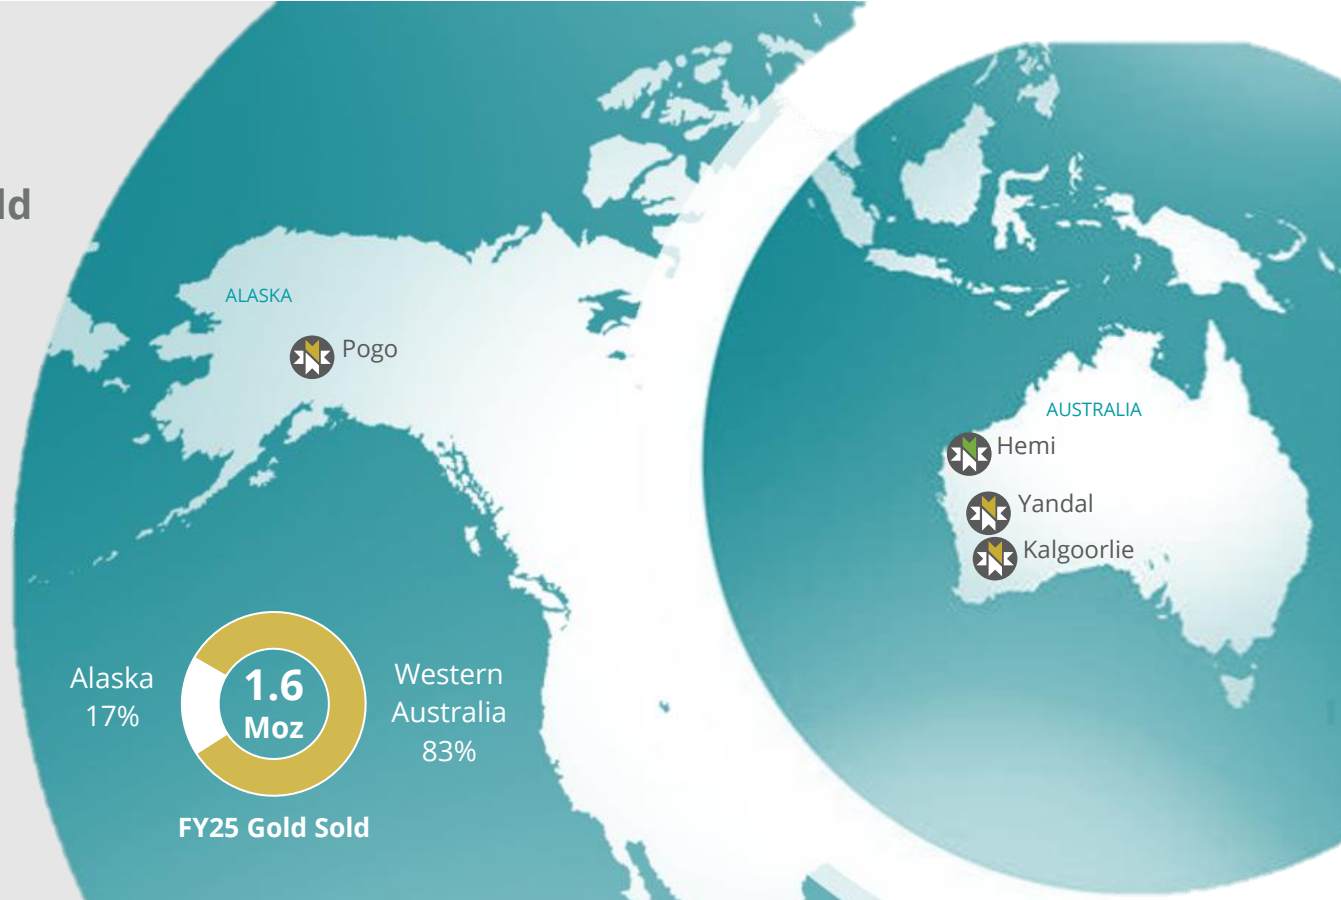 ld
ALASKA
Pogo
AUSTRALIA
Hemi
Yandal
Kalgoorlie
Alaska
17%
1.6
Moz
Western
Australia
83%
FY25 Gold Sold